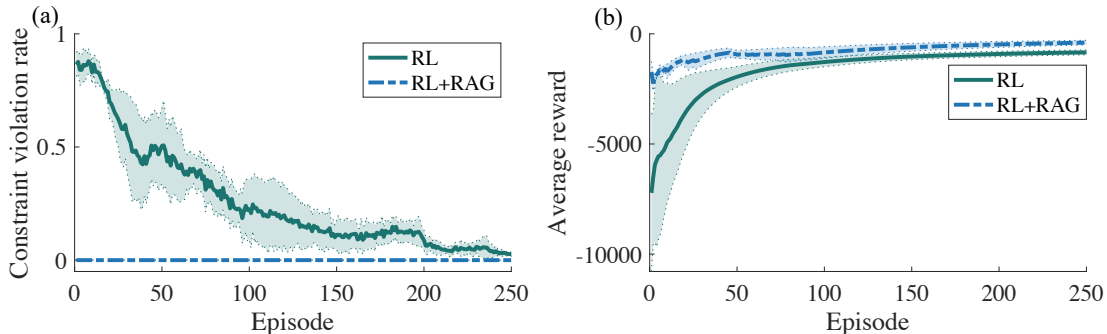 (a)
Constraint violation rate
1
0.5
0
RL
RL+RAG
0 50 100 150 200 250
Episode
(b)
Average reward
0
-5000
-10000
RL
RL+RAG
0 50 100 150 200 250
Episode